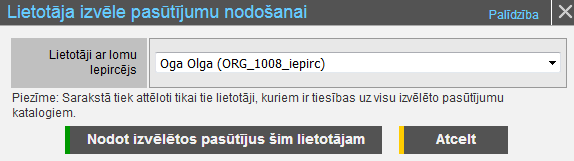 Lietotāja izvēle pasūtījumu nodošanai
Palīdzība
Lietotāji ar lomu
Iepircējs
Oga Olga (ORG_1008_iepirc)
Piezīme: Sarakstā tiek attēloti tikai tie lietotāji, kuriem ir tiesības uz visu izvēlēto pasūtījumu
katalogiem.
Nodot izvēlētos pasūtījus šim lietotājam
Atcelt